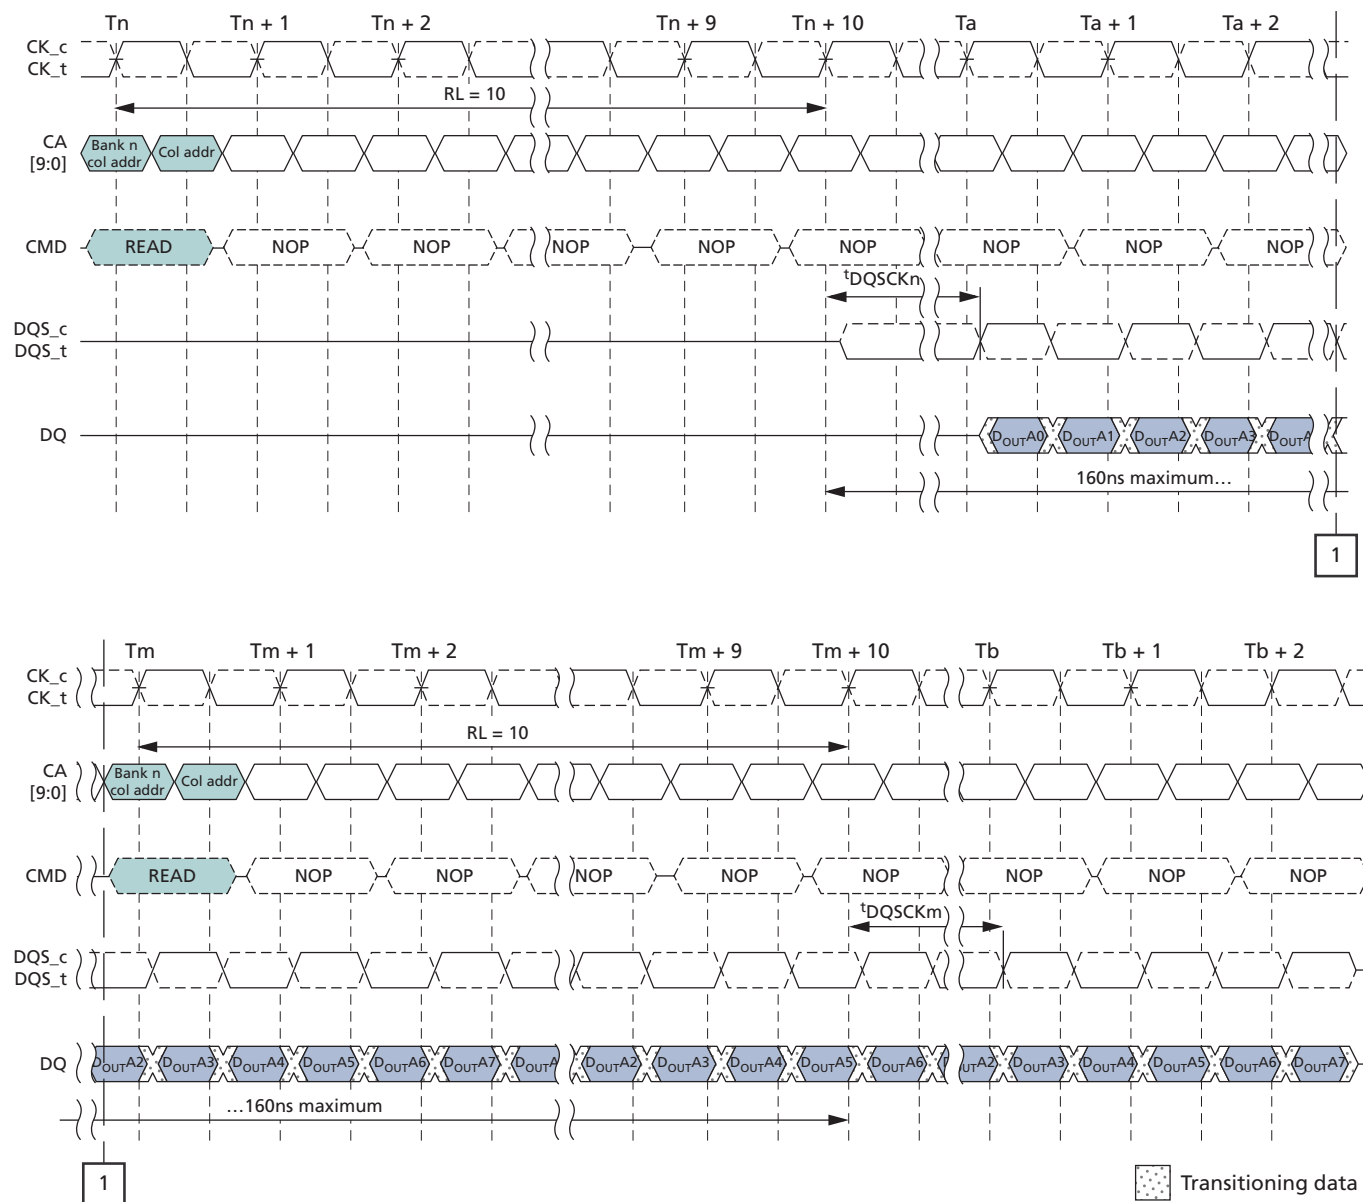 Tn Tn + 1 Tn + 2 Tn + 9 Tn + 10 Ta Ta + 1 Ta + 2
CK_c
CK_t
RL = 10
CA
[9:0]
Bank n
col addr
Col addr
CMD READ NOP NOP NOP NOP NOP NOP NOP NOP
tDQSCKn
DQS_c
DQS_t
DQ DOUTA0 DOUTA1 DOUTA2 DOUTA3 DOUTA
160ns maximum…
1
Tm Tm + 1 Tm + 2 Tm + 9 Tm + 10 Tb Tb + 1 Tb + 2
CK_c
CK_t
RL = 10
CA
[9:0]
Bank n
col addr
Col addr
CMD READ NOP NOP NOP NOP NOP NOP NOP NOP
tDQSCKm
DQS_c
DQS_t
DQ DOUTA2 DOUTA3 DOUTA4 DOUTA5 DOUTA6 DOUTA7 DOUTA DOUTA2 DOUTA3 DOUTA4 DOUTA5 DOUTA6 UTA2 DOUTA3 DOUTA4 DOUTA5 DOUTA6 DOUTA7
…160ns maximum
1
Transitioning data